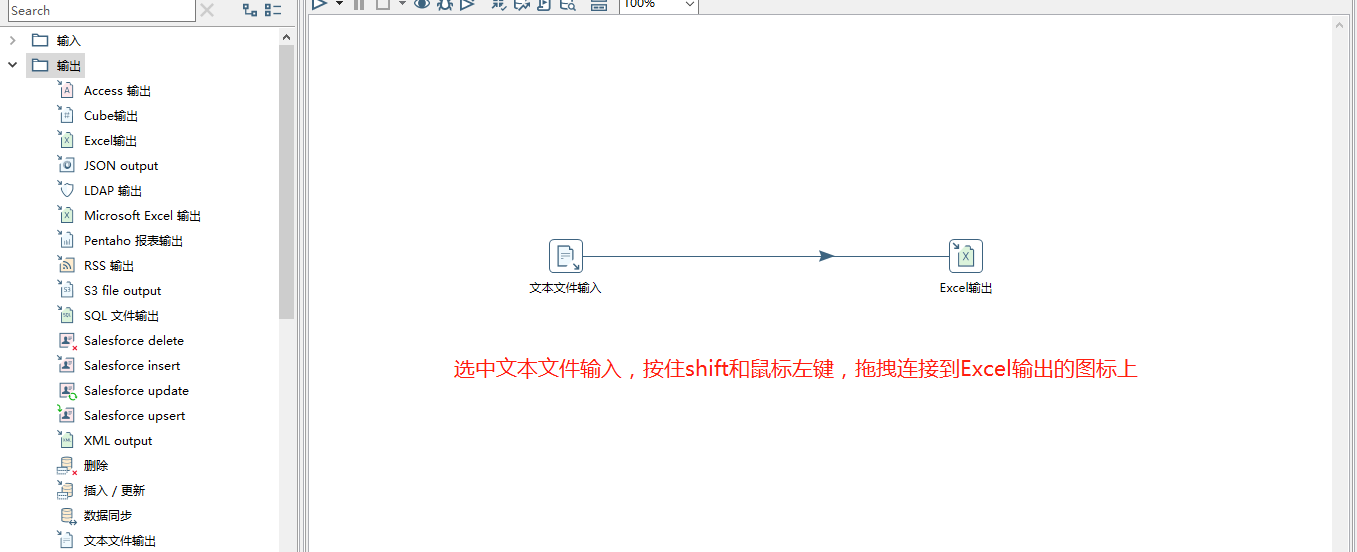 Search
100%
输入
输出
Access 输出
Cube输出
Excel输出
JSON output
LDAP 输出
Microsoft Excel 输出
Pentaho 报表输出
RSS 输出
S3 file output
SQL 文件输出
Salesforce delete
Salesforce insert
Salesforce update
Salesforce upsert
XML output
删除
插入 / 更新
数据同步
文本文件输出
文本文件输入
Excel输出
选中文本文件输入，按住shift和鼠标左键，拖拽连接到Excel输出的图标上